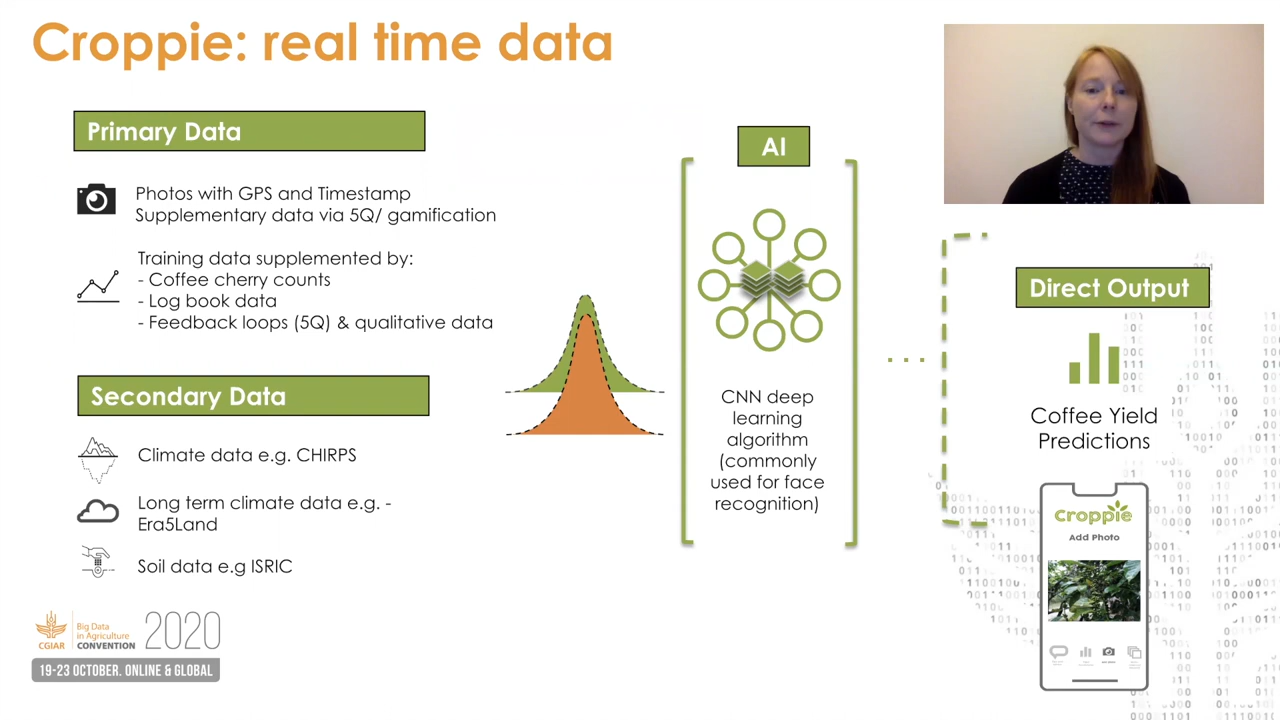 Croppie: real time data
Primary Data
Photos with GPS and Timestamp
Supplementary data via 5Q/ gamification
Training data supplemented by:
- Coffee cherry counts
- Log book data
- Feedback loops (5Q) & qualitative data
Secondary Data
Climate data e.g. CHIRPS
Long term climate data e.g. -
Era5Land
Soil data e.g ISRIC
AI
CNN deep
learning
algorithm
(commonly
used for face
recognition)
Direct Output
Coffee Yield
Predictions
Croppie
Add Photo
CGIAR
Big Data
in Agriculture
CONVENTION
2020
19-23 OCTOBER. ONLINE & GLOBAL